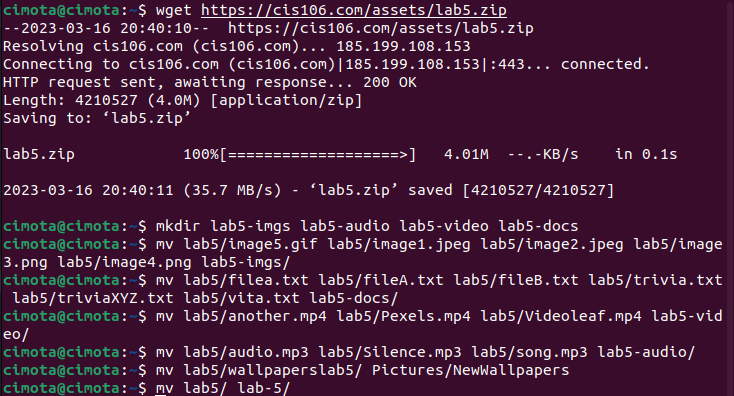 cimota@cimota:~$ wget https://cis106.com/assets/lab5.zip
--2023-03-16 20:40:10--  https://cis106.com/assets/lab5.zip
Resolving cis106.com (cis106.com)... 185.199.108.153
Connecting to cis106.com (cis106.com)|185.199.108.153|:443... connected.
HTTP request sent, awaiting response... 200 OK
Length: 4210527 (4.0M) [application/zip]
Saving to: ‘lab5.zip’
lab5.zip            100%[===================>]   4.01M  --.-KB/s    in 0.1s
2023-03-16 20:40:11 (35.7 MB/s) - ‘lab5.zip’ saved [4210527/4210527]
cimota@cimota:~$ mkdir lab5-imgs lab5-audio lab5-video lab5-docs
cimota@cimota:~$ mv lab5/image5.gif lab5/image1.jpeg lab5/image2.jpeg lab5/image
3.png lab5/image4.png lab5-imgs/
cimota@cimota:~$ mv lab5/filea.txt lab5/fileA.txt lab5/fileB.txt lab5/trivia.txt
 lab5/triviaXYZ.txt lab5/vita.txt lab5-docs/
cimota@cimota:~$ mv lab5/another.mp4 lab5/Pexels.mp4 lab5/Videoleaf.mp4 lab5-vid
eo/
cimota@cimota:~$ mv lab5/audio.mp3 lab5/Silence.mp3 lab5/song.mp3 lab5-audio/
cimota@cimota:~$ mv lab5/wallpaperslab5/ Pictures/NewWallpapers
cimota@cimota:~$ mv lab5/ lab-5/